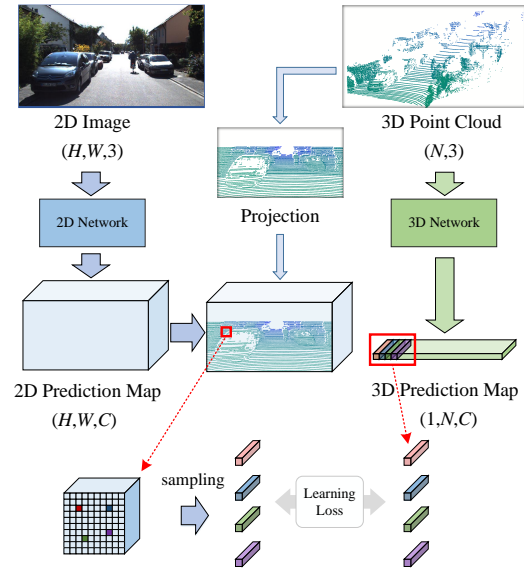 2D Image
(H,W,3)
3D Point Cloud
(N,3)
Projection
2D Network
3D Network
2D Prediction Map
(H,W,C)
3D Prediction Map
(1,N,C)
sampling
Learning
Loss